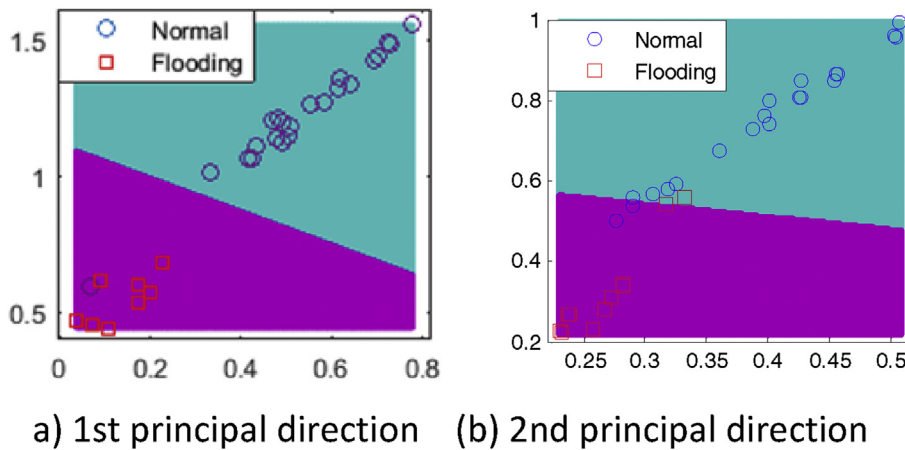 Normal
Flooding
1.5
1
0.5
0 0.2 0.4 0.6 0.8
Normal
Flooding
1
0.8
0.6
0.4
0.2
0.25 0.3 0.35 0.4 0.45 0.5
a) 1st principal direction (b) 2nd principal direction